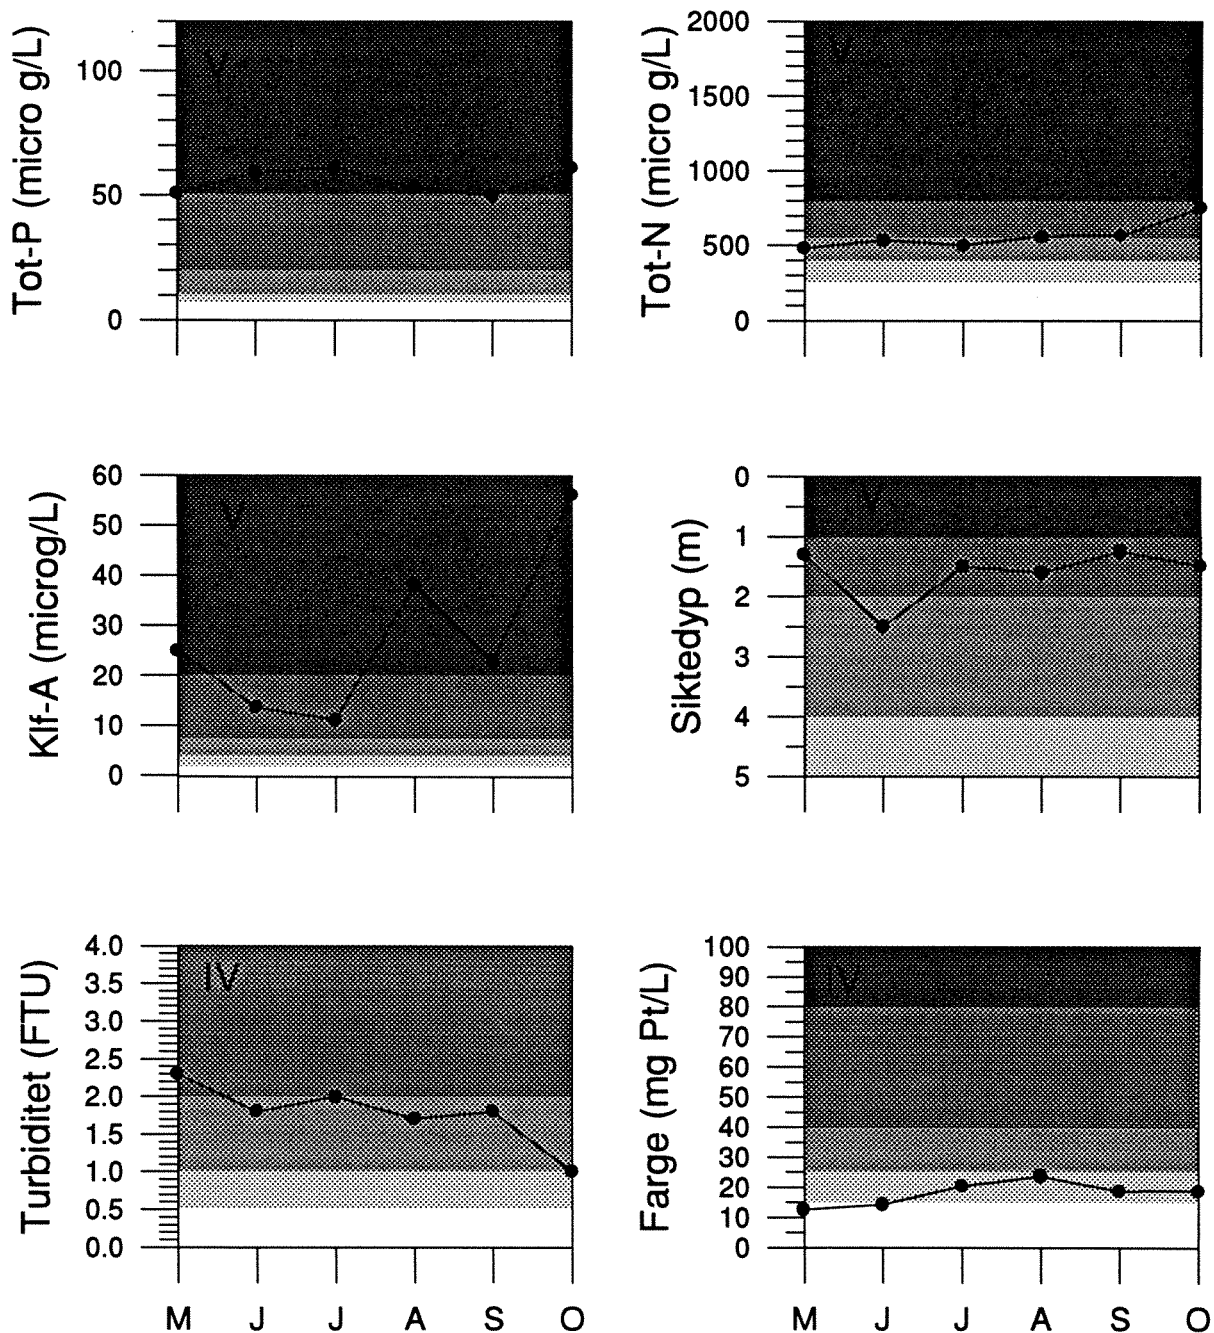 Tot-P (micro g/L)
100
50
0
V
Tot-N (micro g/L)
2000
1500
1000
500
0
V
Klf-A (microg/L)
60
50
40
30
20
10
0
V
Siktedyp (m)
0
1
2
3
4
5
V
Turbiditet (FTU)
4.0
3.5
3.0
2.5
2.0
1.5
1.0
0.5
0.0
IV
M J J A S O
Farge (mg Pt/L)
100
90
80
70
60
50
40
30
20
10
0
IV
M J J A S O